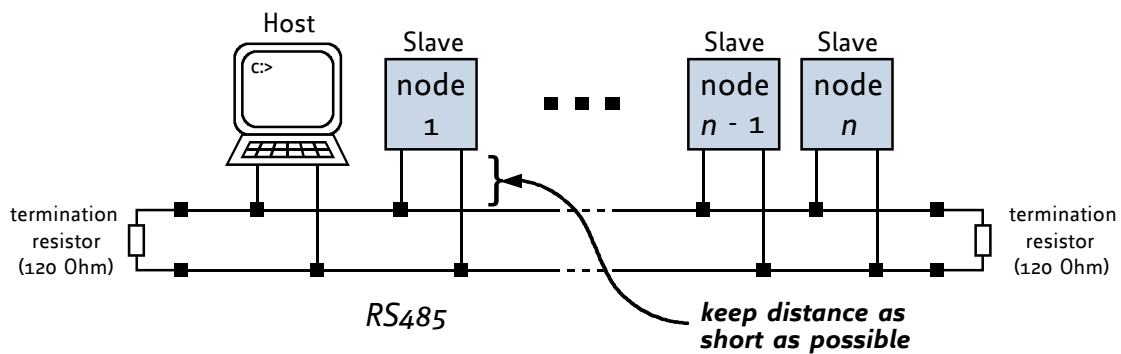 Host
C:>
Slave
node
1
Slave
node
n - 1
Slave
node
n
termination
resistor
(120 Ohm)
termination
resistor
(120 Ohm)
RS485
keep distance as
short as possible